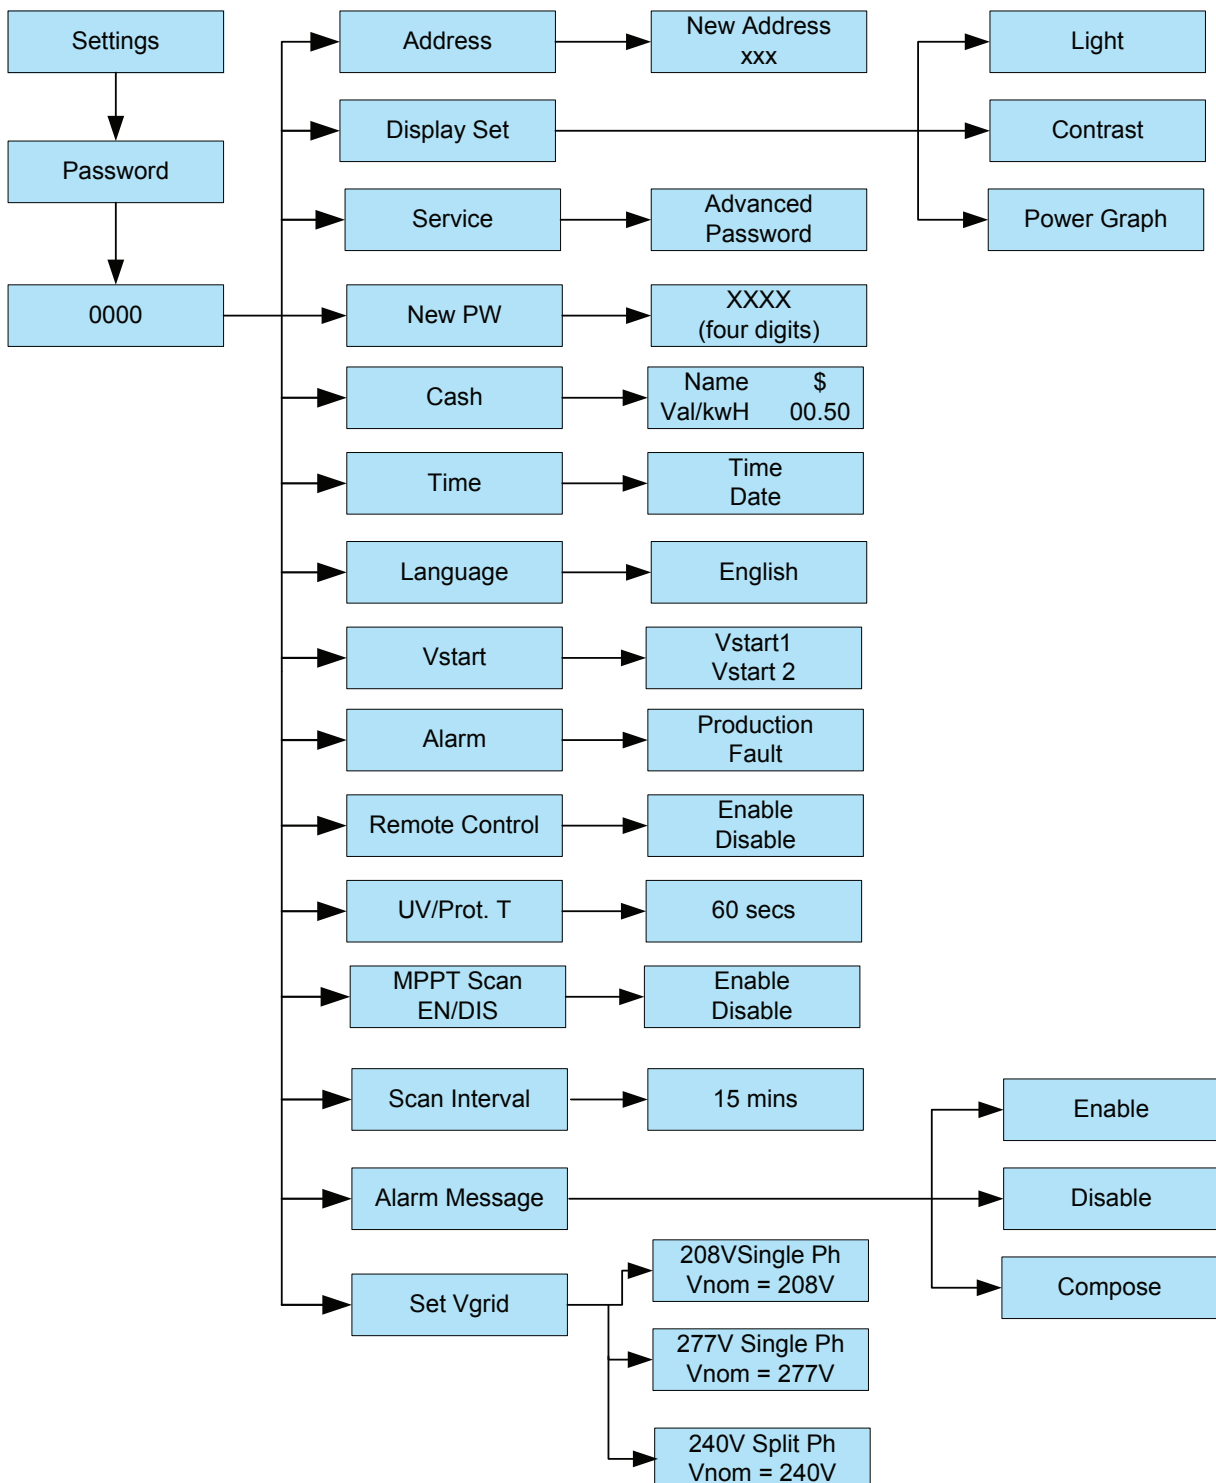 Settings
Password
0000
Address
New Address
xxx
Display Set
Light
Contrast
Power Graph
Service
Advanced
Password
New PW
XXXX
(four digits)
Cash
Name $
Val/kwH 00.50
Time
Time
Date
Language
English
Vstart
Vstart1
Vstart 2
Alarm
Production
Fault
Remote Control
Enable
Disable
UV/Prot. T
60 secs
MPPT Scan
EN/DIS
Enable
Disable
Scan Interval
15 mins
Alarm Message
Enable
Disable
Compose
Set Vgrid
208VSingle Ph
Vnom = 208V
277V Single Ph
Vnom = 277V
240V Split Ph
Vnom = 240V